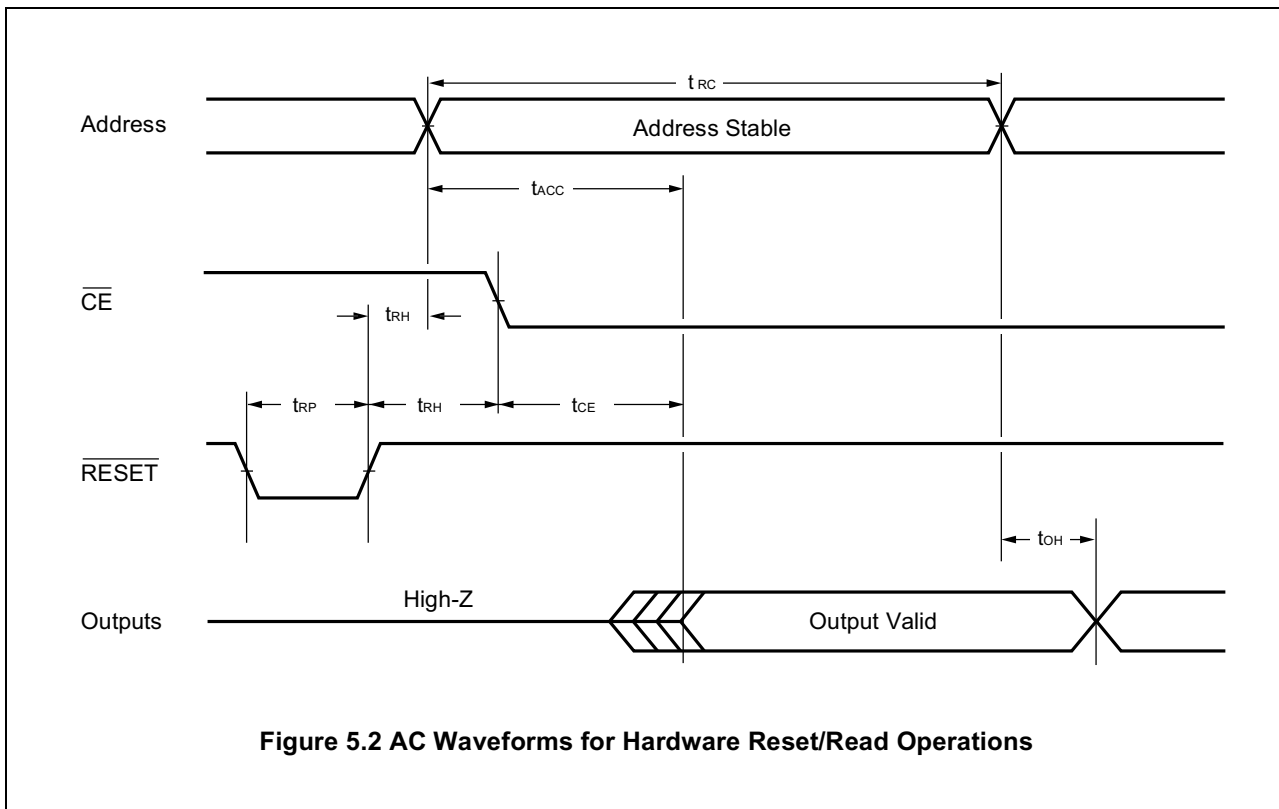 t RC
Address
Address Stable
tACC
CE
tRH
tRP
tRH
tCE
RESET
tOH
High-Z
Outputs
Output Valid
Figure 5.2 AC Waveforms for Hardware Reset/Read Operations